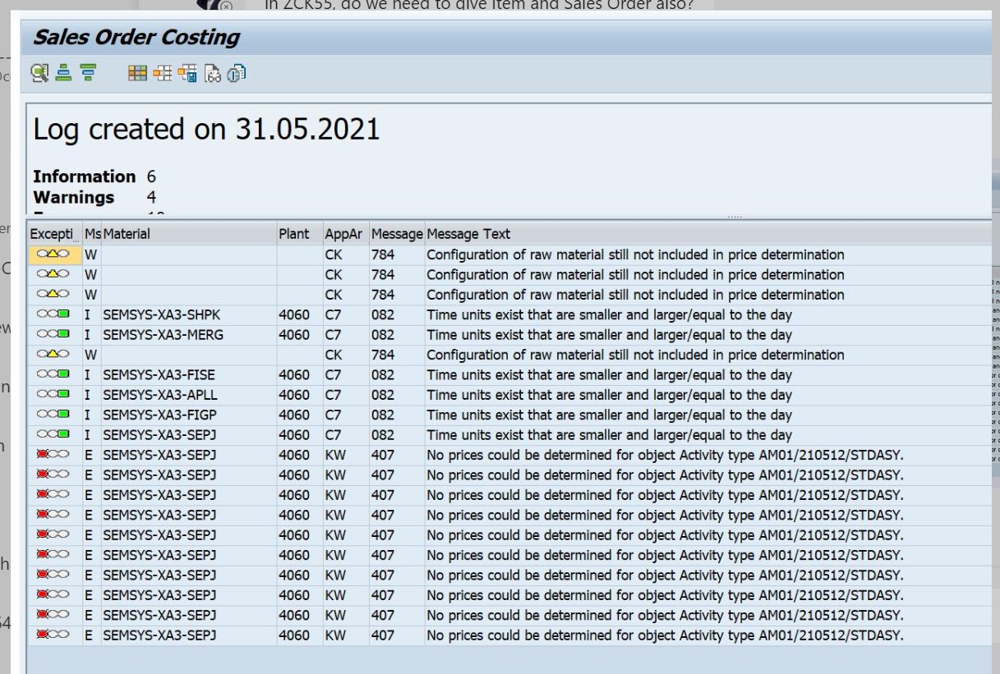 In ZCK55, do we need to give Item and Sales Order also?
Sales Order Costing
Log created on 31.05.2021
Information 6
Warnings 4
Excepti... Ms Material Plant AppAr Message Message Text
W CK 784 Configuration of raw material still not included in price determination
W CK 784 Configuration of raw material still not included in price determination
W CK 784 Configuration of raw material still not included in price determination
I SEMSYS-XA3-SHPK 4060 C7 082 Time units exist that are smaller and larger/equal to the day
I SEMSYS-XA3-MERG 4060 C7 082 Time units exist that are smaller and larger/equal to the day
W CK 784 Configuration of raw material still not included in price determination
I SEMSYS-XA3-FISE 4060 C7 082 Time units exist that are smaller and larger/equal to the day
I SEMSYS-XA3-APLL 4060 C7 082 Time units exist that are smaller and larger/equal to the day
I SEMSYS-XA3-FIGP 4060 C7 082 Time units exist that are smaller and larger/equal to the day
I SEMSYS-XA3-SEPJ 4060 C7 082 Time units exist that are smaller and larger/equal to the day
E SEMSYS-XA3-SEPJ 4060 KW 407 No prices could be determined for object Activity type AM01/210512/STDASY.
E SEMSYS-XA3-SEPJ 4060 KW 407 No prices could be determined for object Activity type AM01/210512/STDASY.
E SEMSYS-XA3-SEPJ 4060 KW 407 No prices could be determined for object Activity type AM01/210512/STDASY.
E SEMSYS-XA3-SEPJ 4060 KW 407 No prices could be determined for object Activity type AM01/210512/STDASY.
E SEMSYS-XA3-SEPJ 4060 KW 407 No prices could be determined for object Activity type AM01/210512/STDASY.
E SEMSYS-XA3-SEPJ 4060 KW 407 No prices could be determined for object Activity type AM01/210512/STDASY.
E SEMSYS-XA3-SEPJ 4060 KW 407 No prices could be determined for object Activity type AM01/210512/STDASY.
E SEMSYS-XA3-SEPJ 4060 KW 407 No prices could be determined for object Activity type AM01/210512/STDASY.
E SEMSYS-XA3-SEPJ 4060 KW 407 No prices could be determined for object Activity type AM01/210512/STDASY.
E SEMSYS-XA3-SEPJ 4060 KW 407 No prices could be determined for object Activity type AM01/210512/STDASY.